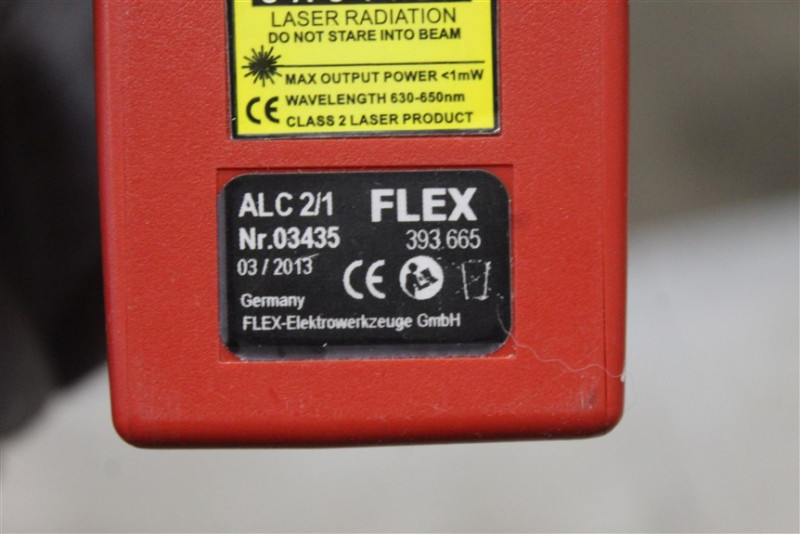 LASER RADIATION
DO NOT STARE INTO BEAM
MAX OUTPUT POWER <1mW
CE WAVELENGTH 630-650nm
CLASS 2 LASER PRODUCT
ALC 2/1 FLEX
Nr.03435 393.665
03 / 2013 CE
Germany
FLEX-Elektrowerkzeuge GmbH